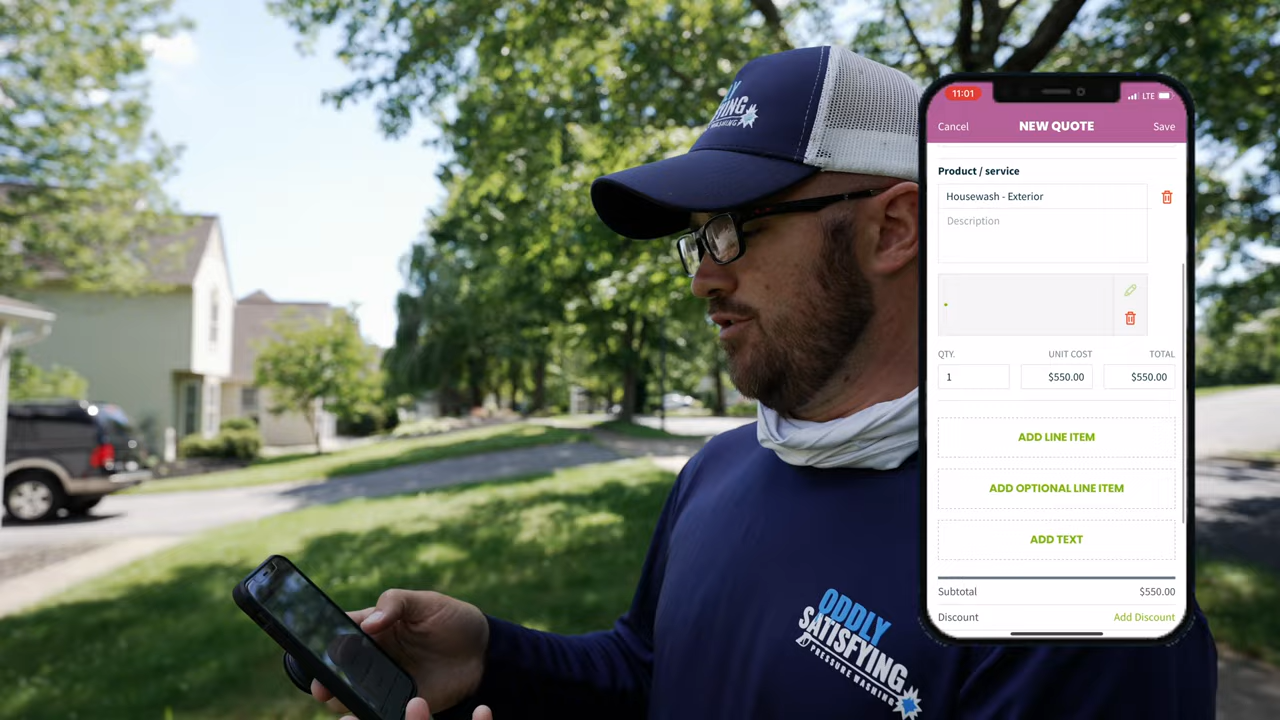 SHING
WASHING
ODDLY
SATISFYING
PRESSURE WASHING
11:01
LTE
Cancel NEW QUOTE Save
Product / service
Housewash - Exterior
Description
QTY. UNIT COST TOTAL
1 $550.00 $550.00
ADD LINE ITEM
ADD OPTIONAL LINE ITEM
ADD TEXT
Subtotal $550.00
Discount Add Discount